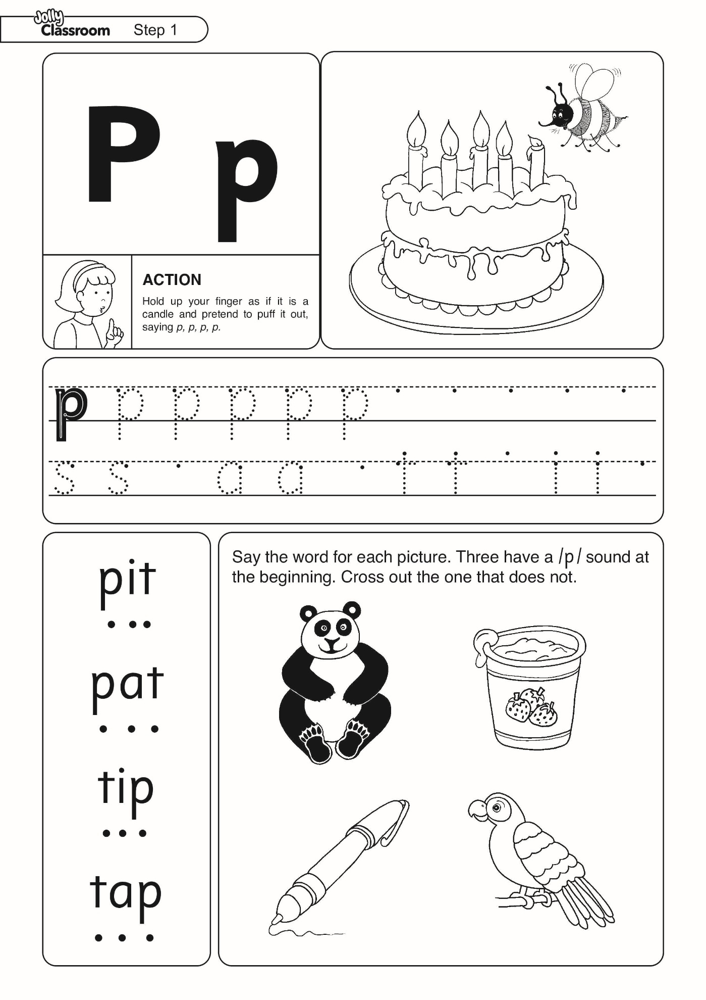 Jolly
Classroom Step 1
P p
ACTION
Hold up your finger as if it is a
candle and pretend to puff it out,
saying p, p, p, p.
p p p p p p
s s a a t t i i
pit
pat
tip
tap
Say the word for each picture. Three have a /p/ sound at
the beginning. Cross out the one that does not.